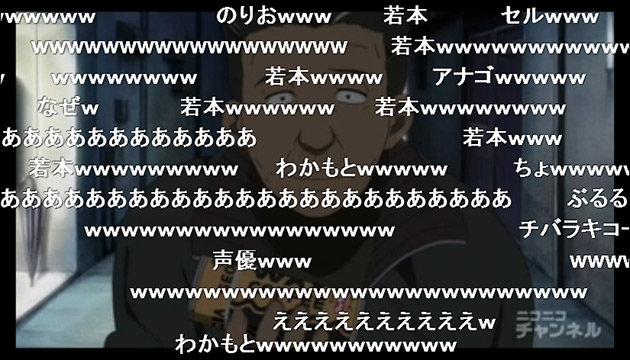 wwwwww のりおwww 若本 セルwww
wwwwwwwwwwwwwwwwwww 若本wwwwwwwwwwww
wwwwwwww 若本wwww アナゴwwwww
なぜw 若本wwwwww 若本wwwwwwww
ああああああああああああ 若本www
若本wwwwwwwww わかもとwwwww ちょwwwww
ああああああああああああああああああああああああ ぶるる
wwwwwwwwwwwwwwwww チバラキコー
声優www wwww
wwwwwwwwwwwwwwwwwwwwwwwww
ええええええええええw
ニコニコ
チャンネル
わかもとwwwwwwwwwwww